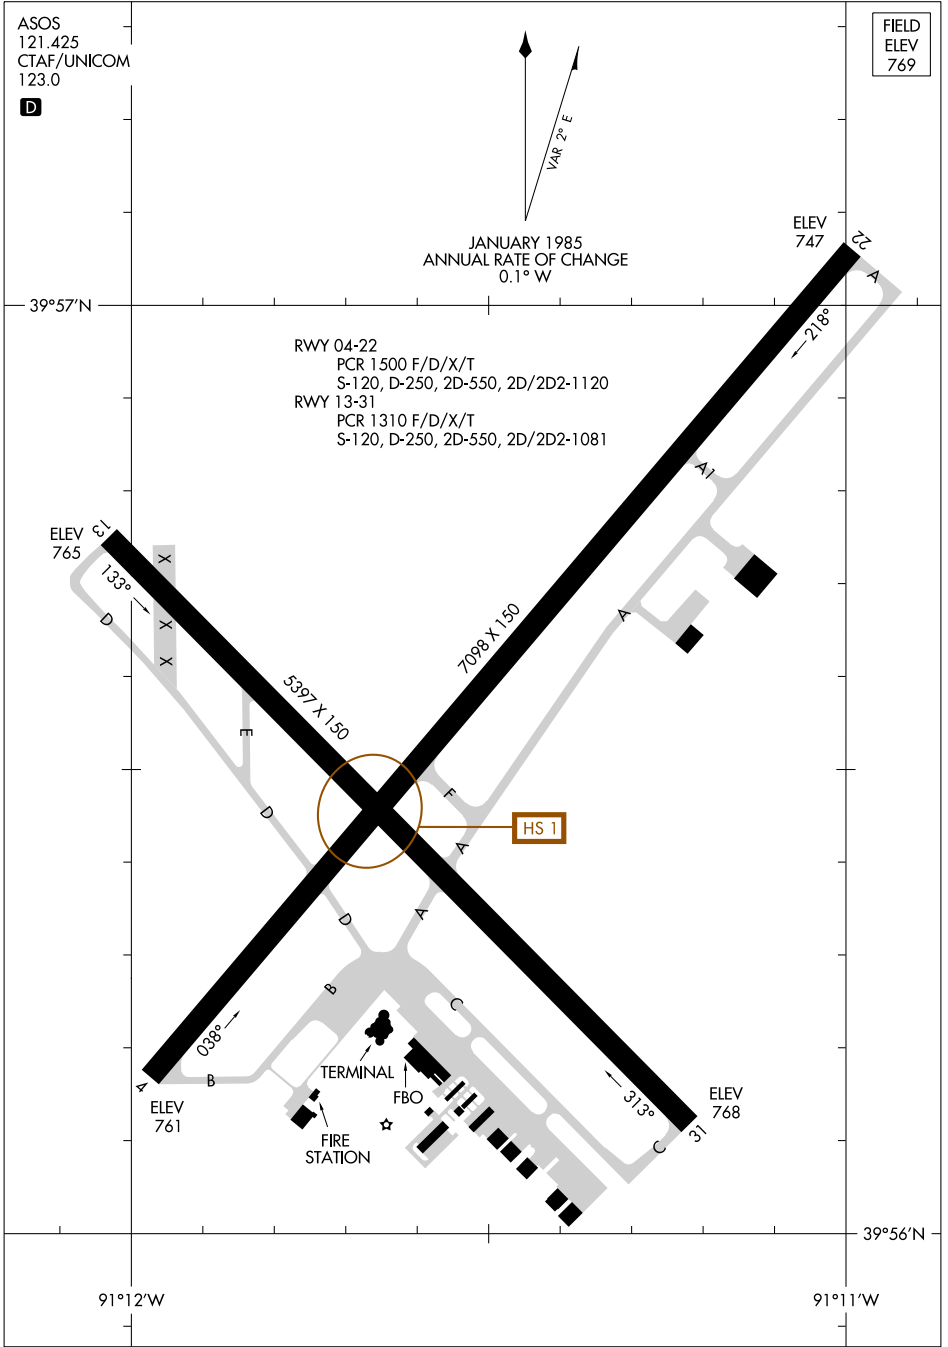 ASOS
121.425
CTAF/UNICOM
123.0
D
FIELD
ELEV
769
VAR 2° E
JANUARY 1985
ANNUAL RATE OF CHANGE
0.1° W
ELEV
747
22
A
39°57'N
218°
RWY 04-22
PCR 1500 F/D/X/T
S-120, D-250, 2D-550, 2D/2D2-1120
RWY 13-31
PCR 1310 F/D/X/T
S-120, D-250, 2D-550, 2D/2D2-1081
A1
13
ELEV
765
X
133°
D
X
X
A
7098 X 150
5397 X 150
E
F
D
HS 1
A
A
D
B
C
038°
TERMINAL
B
FBO
4
ELEV
761
313°
ELEV
768
31
C
FIRE
STATION
39°56'N
91°12'W
91°11'W